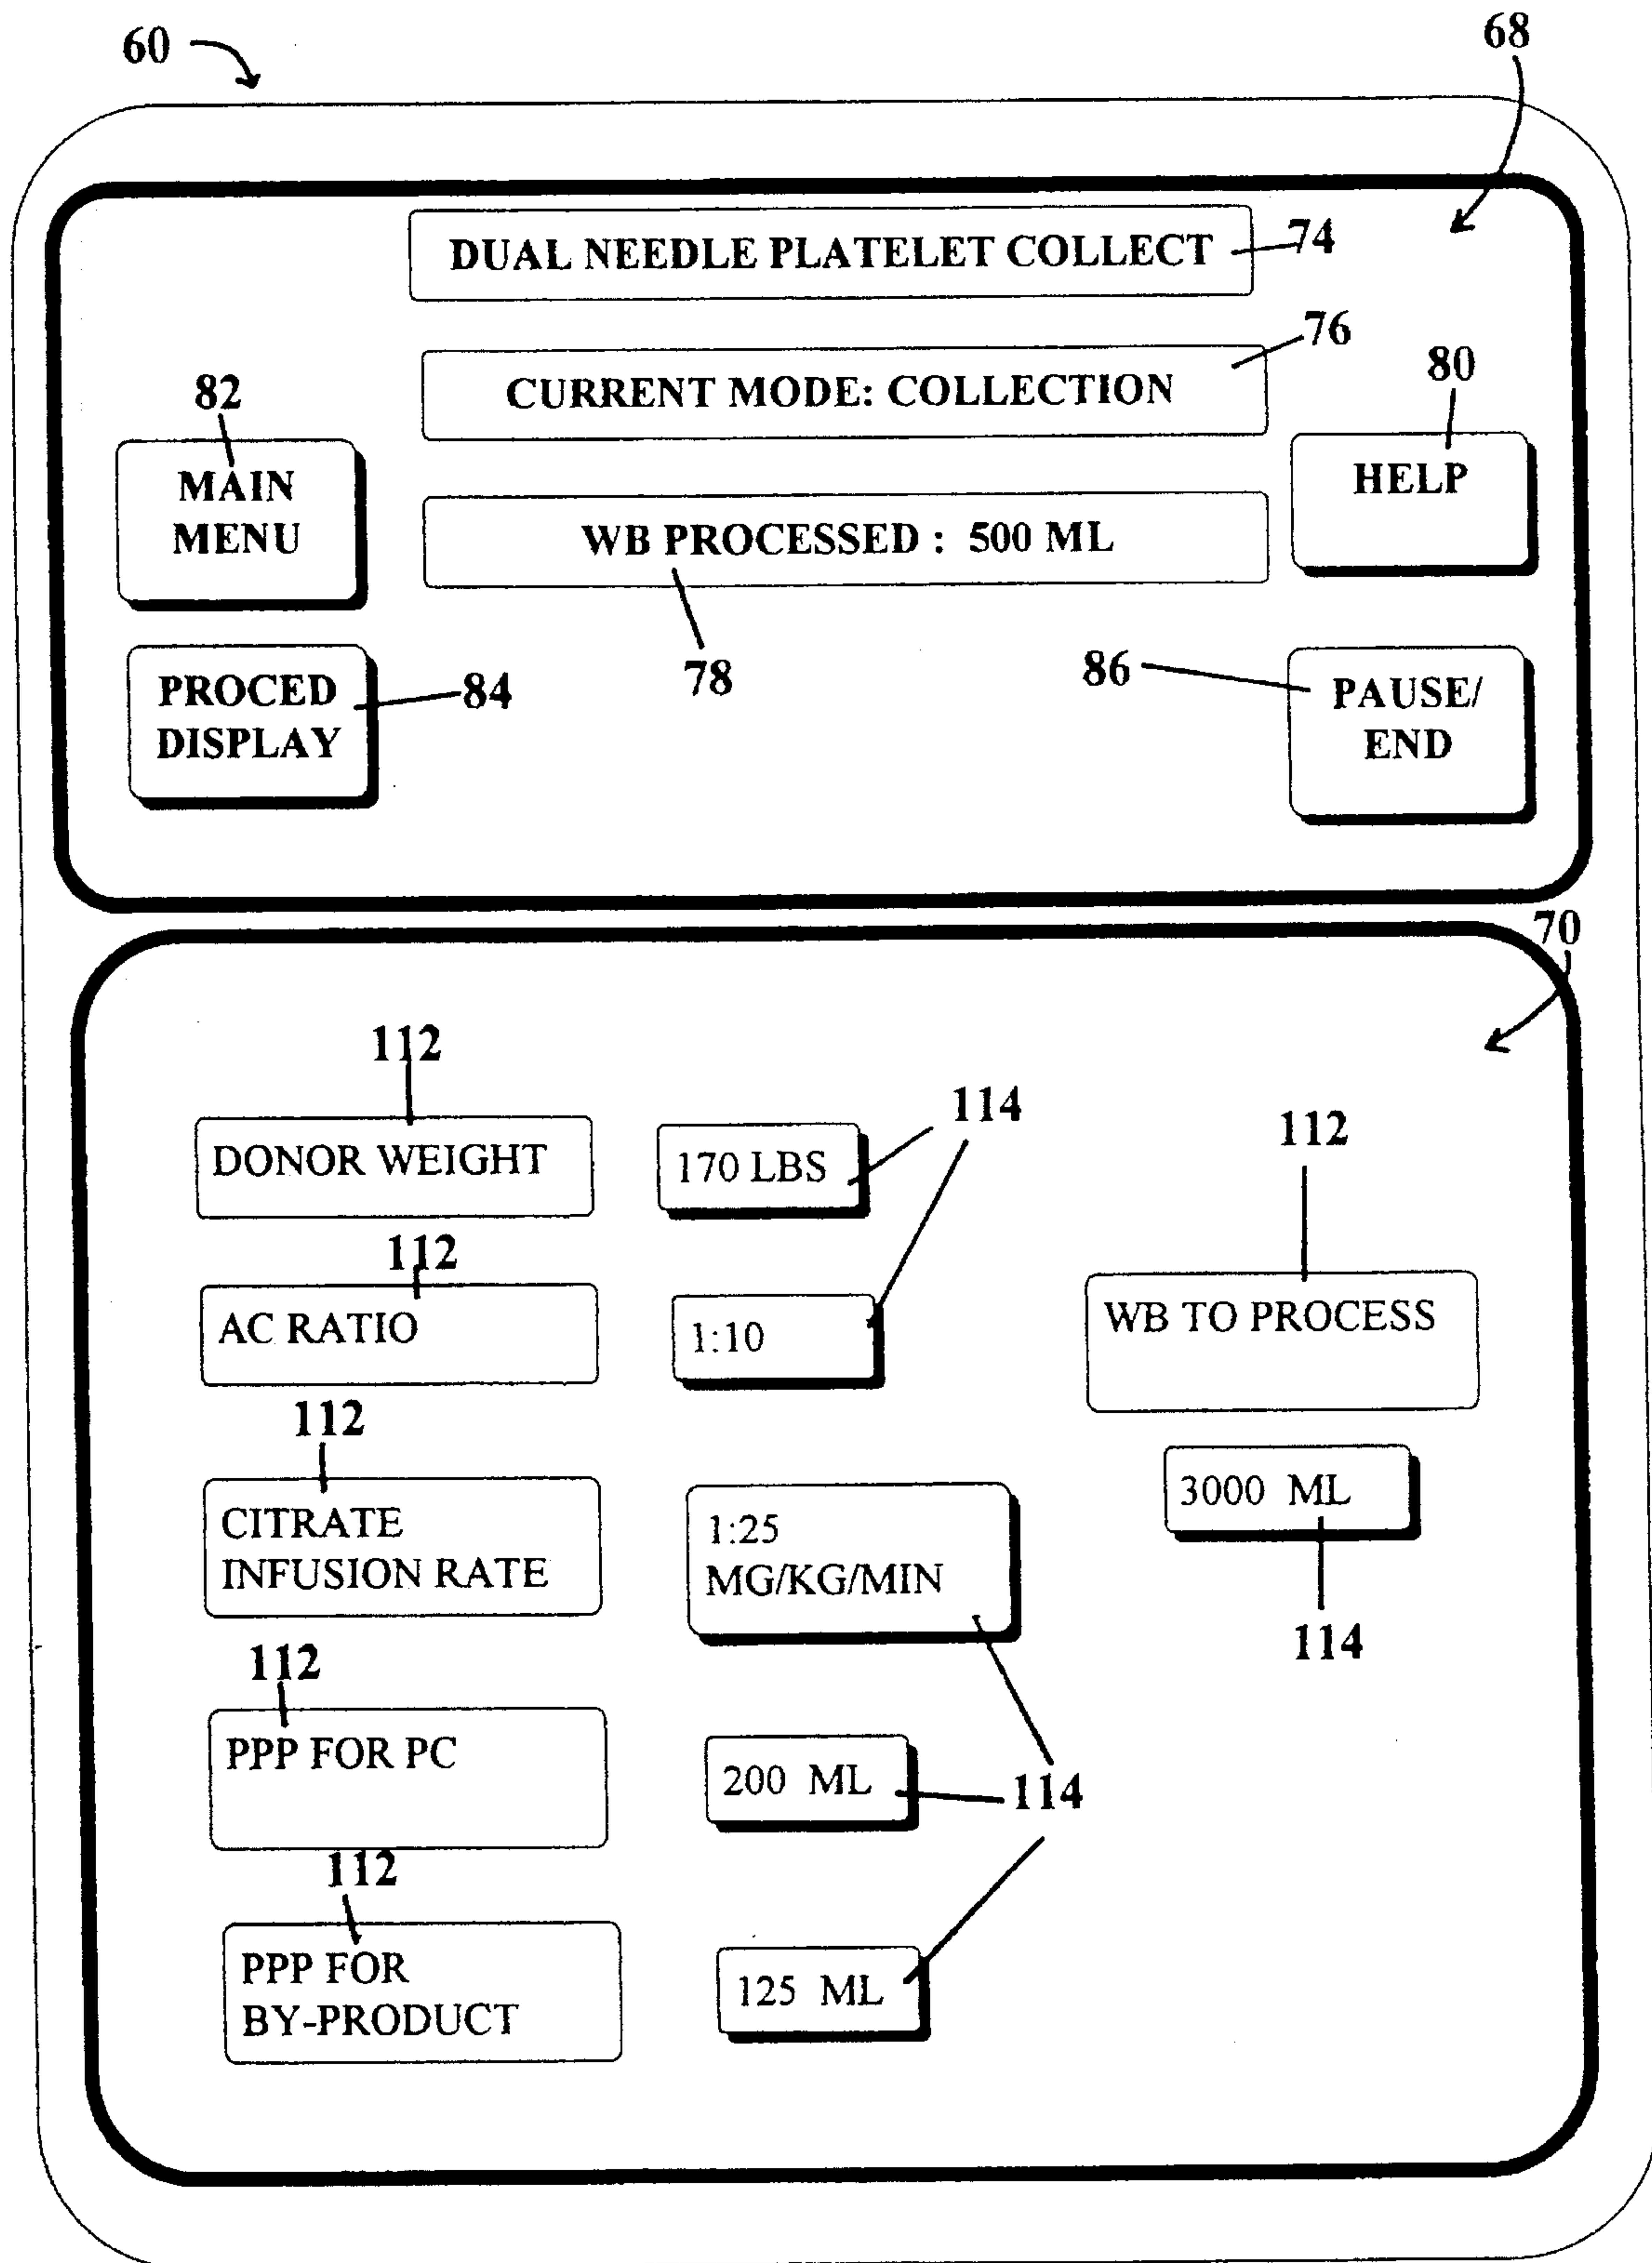 60
68
DUAL NEEDLE PLATELET COLLECT
74
76
CURRENT MODE: COLLECTION
82
80
MAIN
MENU
HELP
WB PROCESSED : 500 ML
78
PROCED
DISPLAY
84
86
PAUSE/
END
70
112
DONOR WEIGHT
170 LBS
114
112
112
AC RATIO
1:10
WB TO PROCESS
112
CITRATE
INFUSION RATE
1:25
MG/KG/MIN
3000 ML
114
112
PPP FOR PC
200 ML
114
112
PPP FOR
BY-PRODUCT
125 ML